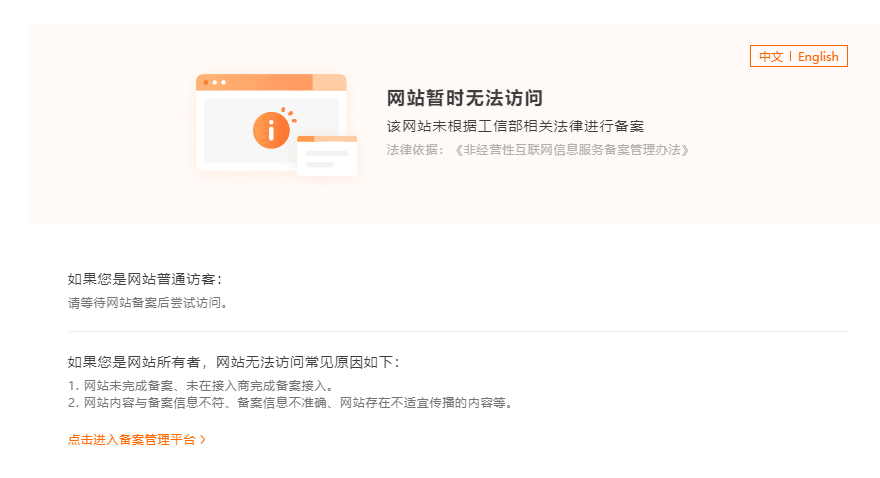 中文 | English
网站暂时无法访问
该网站未根据工信部相关法律进行备案
法律依据：《非经营性互联网信息服务备案管理办法》
如果您是网站普通访客：
请等待网站备案后尝试访问。
如果您是网站所有者，网站无法访问常见原因如下：
1. 网站未完成备案、未在接入商完成备案接入。
2. 网站内容与备案信息不符、备案信息不准确、网站存在不适宜传播的内容等。
点击进入备案管理平台 >